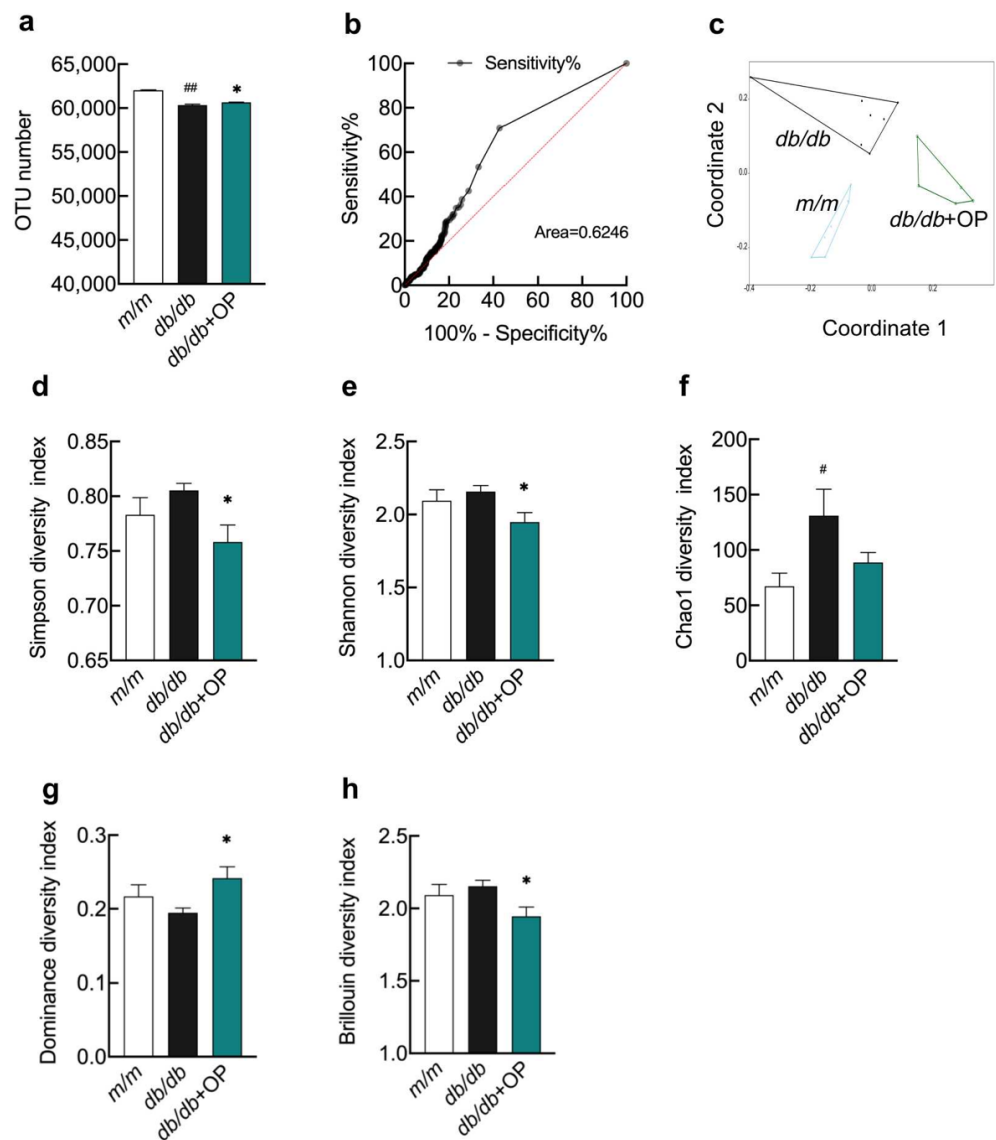 a
OTU number
65,000
60,000
55,000
50,000
45,000
40,000
##
*
m/m
db/db
db/db+OP
b
Sensitivity%
100
80
60
40
20
0
Sensitivity%
Area=0.6246
0 20 40 60 80 100
100% - Specificity%
c
Coordinate 2
0.2
0.0
-0.2
db/db
m/m
db/db+OP
-0.4 -0.2 0.0 0.2
Coordinate 1
d
Simpson diversity index
0.85
0.80
0.75
0.70
0.65
*
m/m
db/db
db/db+OP
e
Shannon diversity index
2.5
2.0
1.5
1.0
*
m/m
db/db
db/db+OP
f
Chao1 diversity index
200
150
100
50
0
#
m/m
db/db
db/db+OP
g
Dominance diversity index
0.3
0.2
0.1
0.0
*
m/m
db/db
db/db+OP
h
Brillouin diversity index
2.5
2.0
1.5
1.0
*
m/m
db/db
db/db+OP